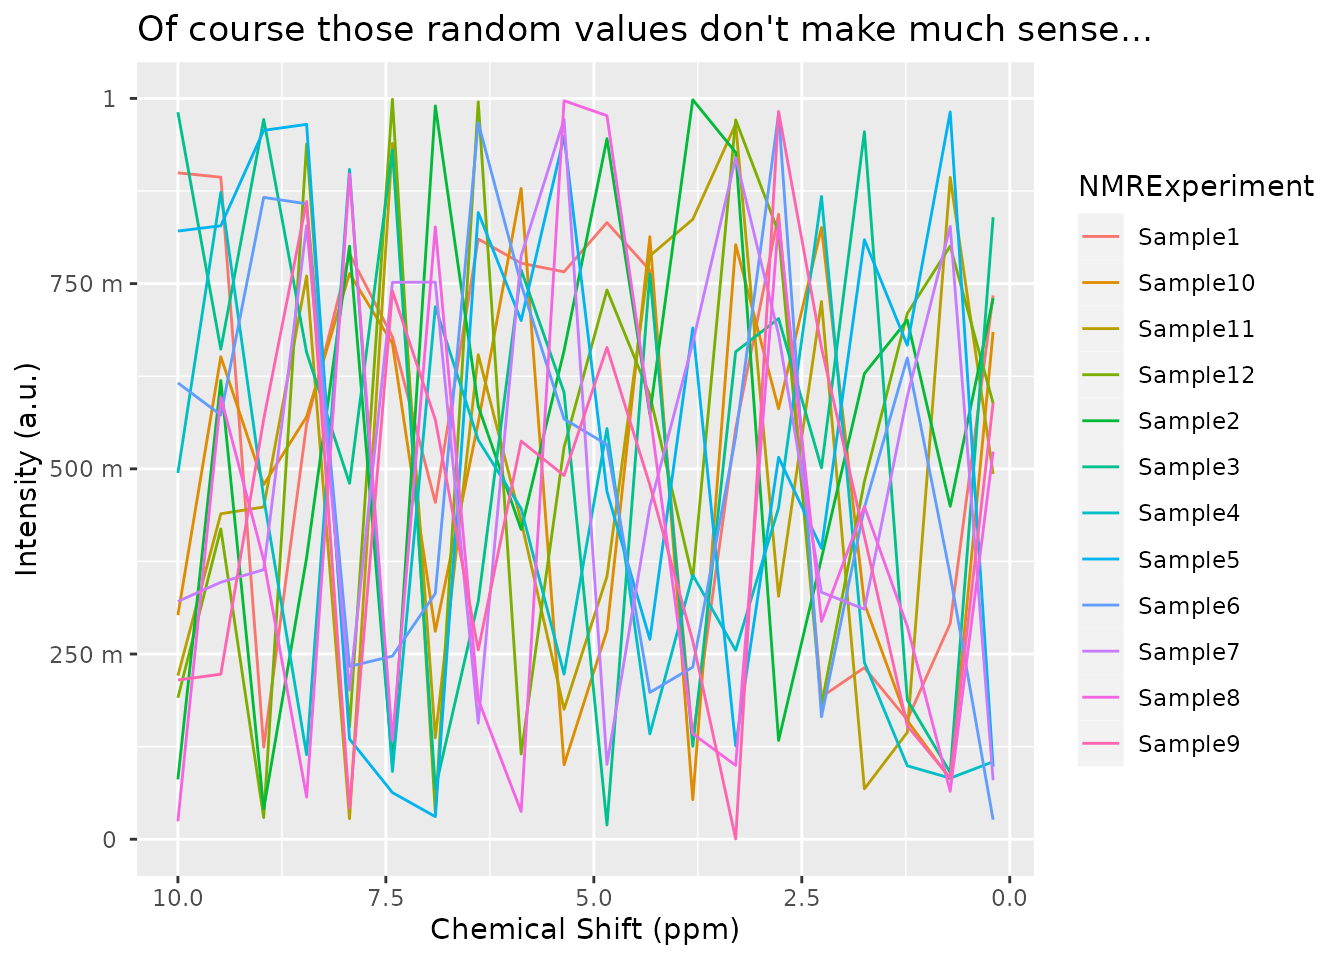 Of course those random values don't make much sense...
Intensity (a.u.)
1
750 m
500 m
250 m
0
10.0
7.5
5.0
2.5
0.0
Chemical Shift (ppm)
NMRExperiment
Sample1
Sample10
Sample11
Sample12
Sample2
Sample3
Sample4
Sample5
Sample6
Sample7
Sample8
Sample9